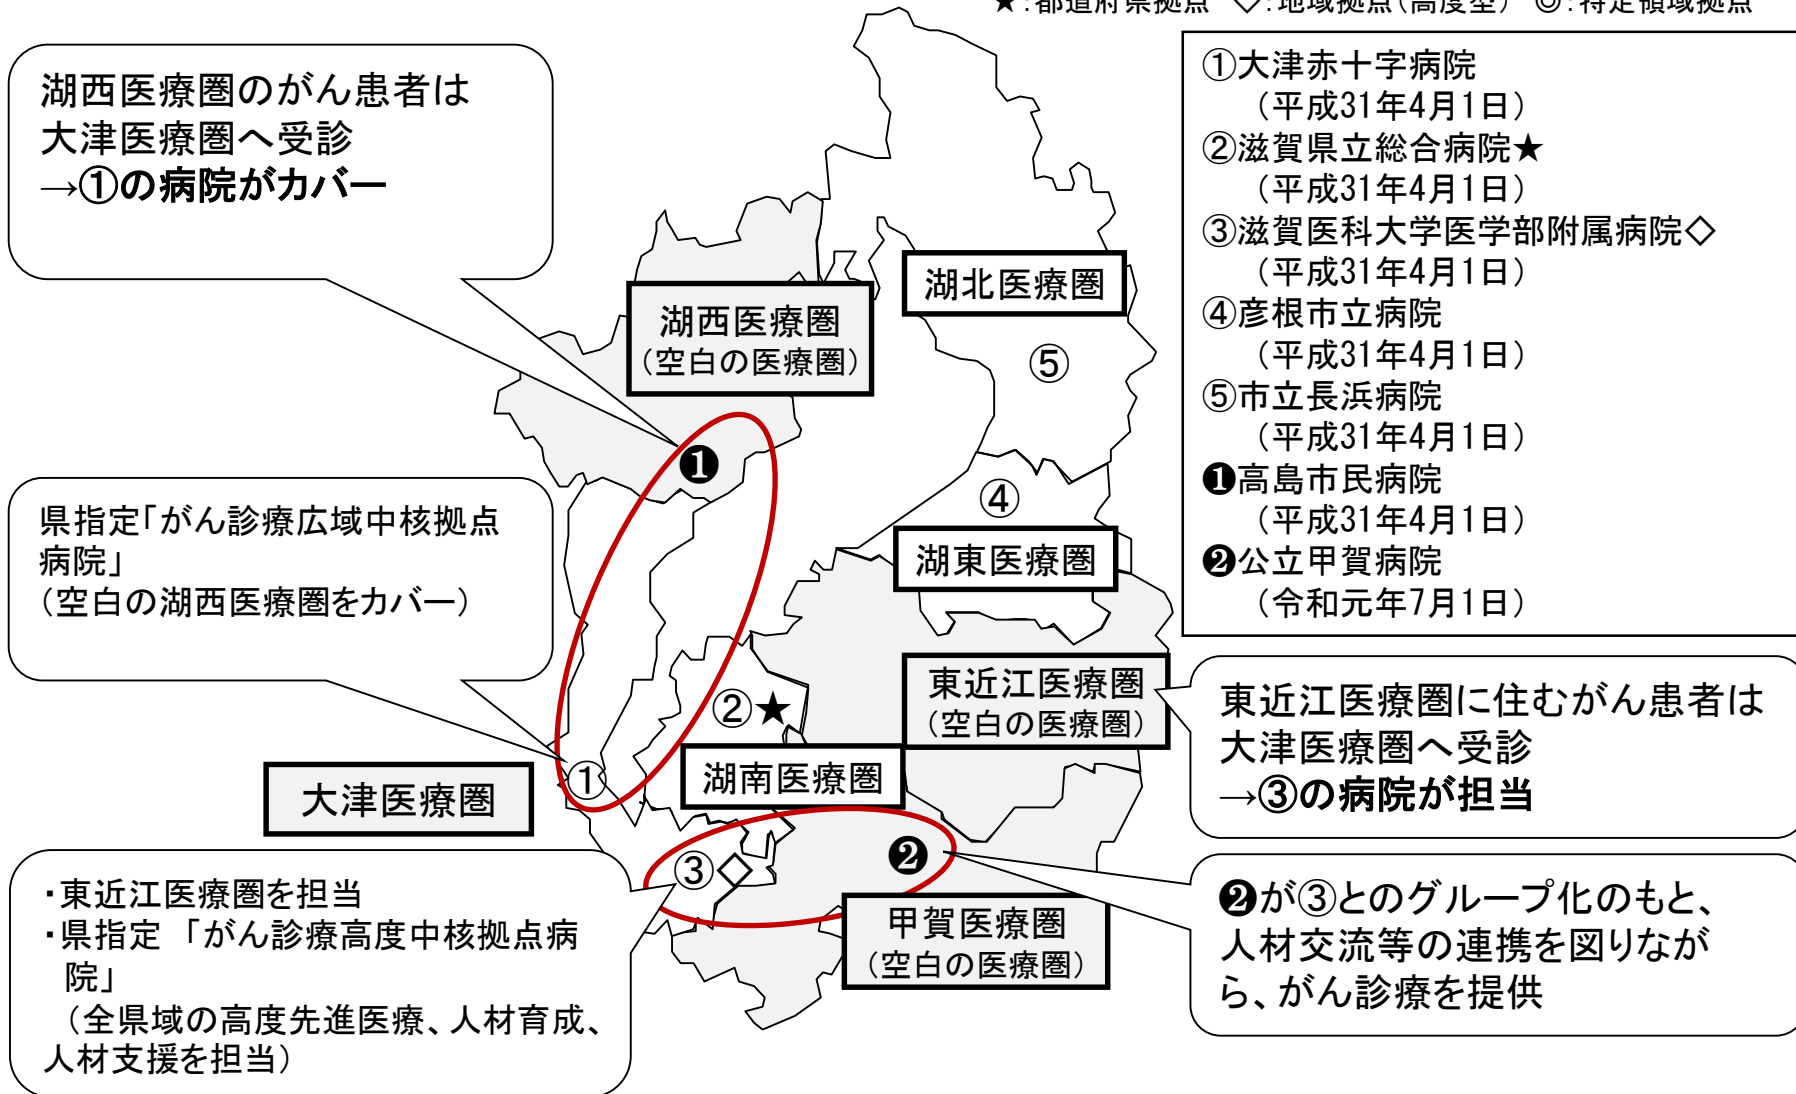 ★：都道府県拠点　◇：地域拠点（高度型）　◎：特定領域拠点
湖西医療圏のがん患者は
大津医療圏へ受診
→①の病院がカバー
①大津赤十字病院
（平成31年4月1日）
②滋賀県立総合病院★
（平成31年4月1日）
③滋賀医科大学医学部附属病院◇
（平成31年4月1日）
④彦根市立病院
（平成31年4月1日）
⑤市立長浜病院
（平成31年4月1日）
❶高島市民病院
（平成31年4月1日）
❷公立甲賀病院
（令和元年7月1日）
湖北医療圏
湖西医療圏
（空白の医療圏）
⑤
❶
④
県指定「がん診療広域中核拠点
病院」
（空白の湖西医療圏をカバー）
湖東医療圏
東近江医療圏
（空白の医療圏）
②★
東近江医療圏に住むがん患者は
大津医療圏へ受診
→③の病院が担当
①
湖南医療圏
大津医療圏
③◇
❷
・東近江医療圏を担当
・県指定 「がん診療高度中核拠点病
院」
（全県域の高度先進医療、人材育成、
人材支援を担当）
甲賀医療圏
（空白の医療圏）
❷が③とのグループ化のもと、
人材交流等の連携を図りなが
ら、がん診療を提供